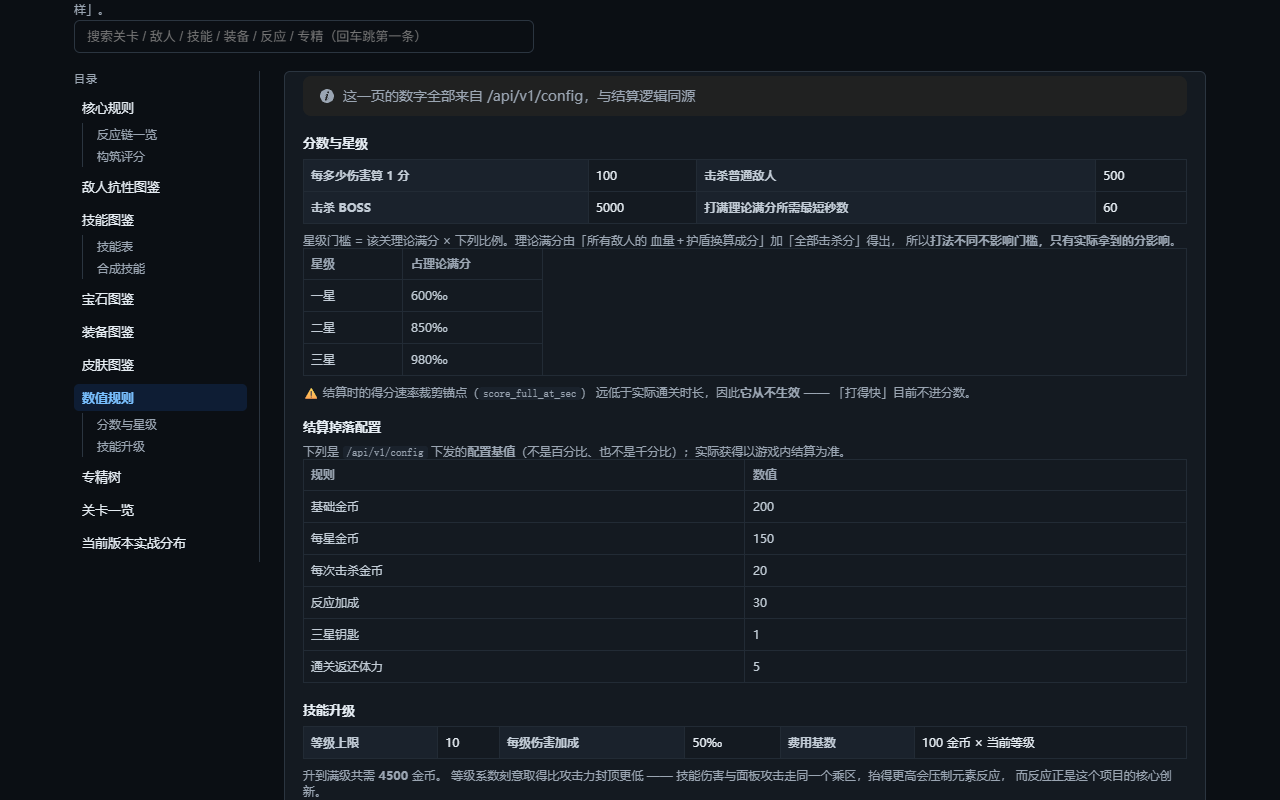 样」。
搜索关卡 / 敌人 / 技能 / 装备 / 反应 / 专精（回车跳第一条）
目录
核心规则
反应链一览
构筑评分
敌人抗性图鉴
技能图鉴
技能表
合成技能
宝石图鉴
装备图鉴
皮肤图鉴
数值规则
分数与星级
技能升级
专精树
关卡一览
当前版本实战分布
这一页的数字全部来自 /api/v1/config，与结算逻辑同源
分数与星级
每多少伤害算 1 分 100 击杀普通敌人 500
击杀 BOSS 5000 打满理论满分所需最短秒数 60
星级门槛 = 该关理论满分 × 下列比例。理论满分由「所有敌人的 血量 + 护盾换算成分」加「全部击杀分」得出， 所以打法不同不影响门槛，只有实际拿到的分影响。
星级 占理论满分
一星 600‰
二星 850‰
三星 980‰
⚠ 结算时的得分速率裁剪锚点（ score_full_at_sec ） 远低于实际通关时长，因此它从不生效 —— 「打得快」目前不进分数。
结算掉落配置
下列是 /api/v1/config 下发的配置基值（不是百分比、也不是千分比）；实际获得以游戏内结算为准。
规则 数值
基础金币 200
每星金币 150
每次击杀金币 20
反应加成 30
三星钥匙 1
通关返还体力 5
技能升级
等级上限 10 每级伤害加成 50‰ 费用基数 100 金币 × 当前等级
升到满级共需 4500 金币。 等级系数刻意取得比攻击力封顶更低 —— 技能伤害与面板攻击走同一个乘区，抬得更高会压制元素反应， 而反应正是这个项目的核心创
新。